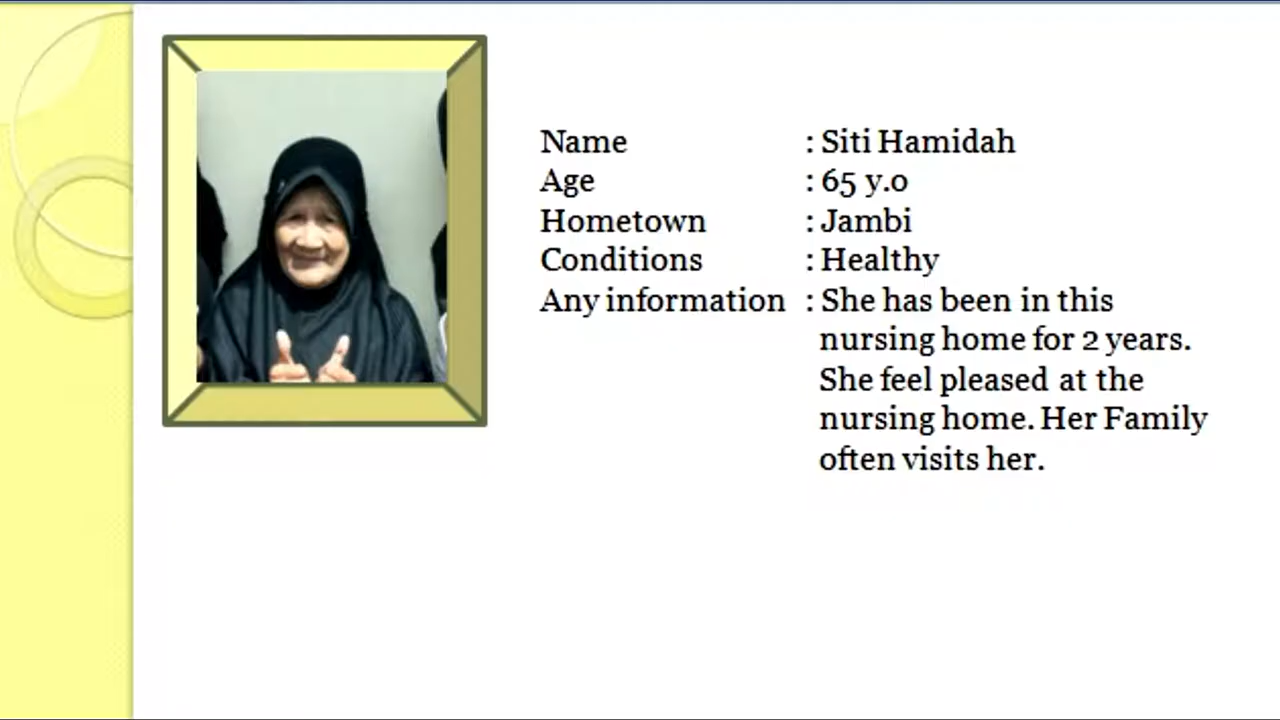 Name : Siti Hamidah
Age : 65 y.o
Hometown : Jambi
Conditions : Healthy
Any information : She has been in this
nursing home for 2 years.
She feel pleased at the
nursing home. Her Family
often visits her.